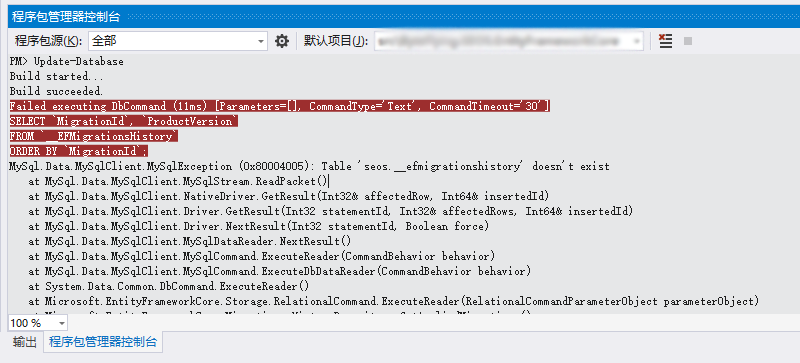 程序包管理器控制台
程序包源(K): 全部 默认项目(J):
PM> Update-Database
Build started...
Build succeeded.
Failed executing DbCommand (11ms) [Parameters=[], CommandType='Text', CommandTimeout='30']
SELECT `MigrationId`, `ProductVersion`
FROM `__EFMigrationsHistory`
ORDER BY `MigrationId`;
MySql.Data.MySqlClient.MySqlException (0x80004005): Table 'seos.__efmigrationshistory' doesn't exist
at MySql.Data.MySqlClient.MySqlStream.ReadPacket()
at MySql.Data.MySqlClient.NativeDriver.GetResult(Int32& affectedRow, Int64& insertedId)
at MySql.Data.MySqlClient.Driver.GetResult(Int32 statementId, Int32& affectedRows, Int64& insertedId)
at MySql.Data.MySqlClient.Driver.NextResult(Int32 statementId, Boolean force)
at MySql.Data.MySqlClient.MySqlDataReader.NextResult()
at MySql.Data.MySqlClient.MySqlCommand.ExecuteReader(CommandBehavior behavior)
at MySql.Data.MySqlClient.MySqlCommand.ExecuteDbDataReader(CommandBehavior behavior)
at System.Data.Common.DbCommand.ExecuteReader()
at Microsoft.EntityFrameworkCore.Storage.RelationalCommand.ExecuteReader(RelationalCommandParameterObject parameterObject)
100 %
输出 程序包管理器控制台